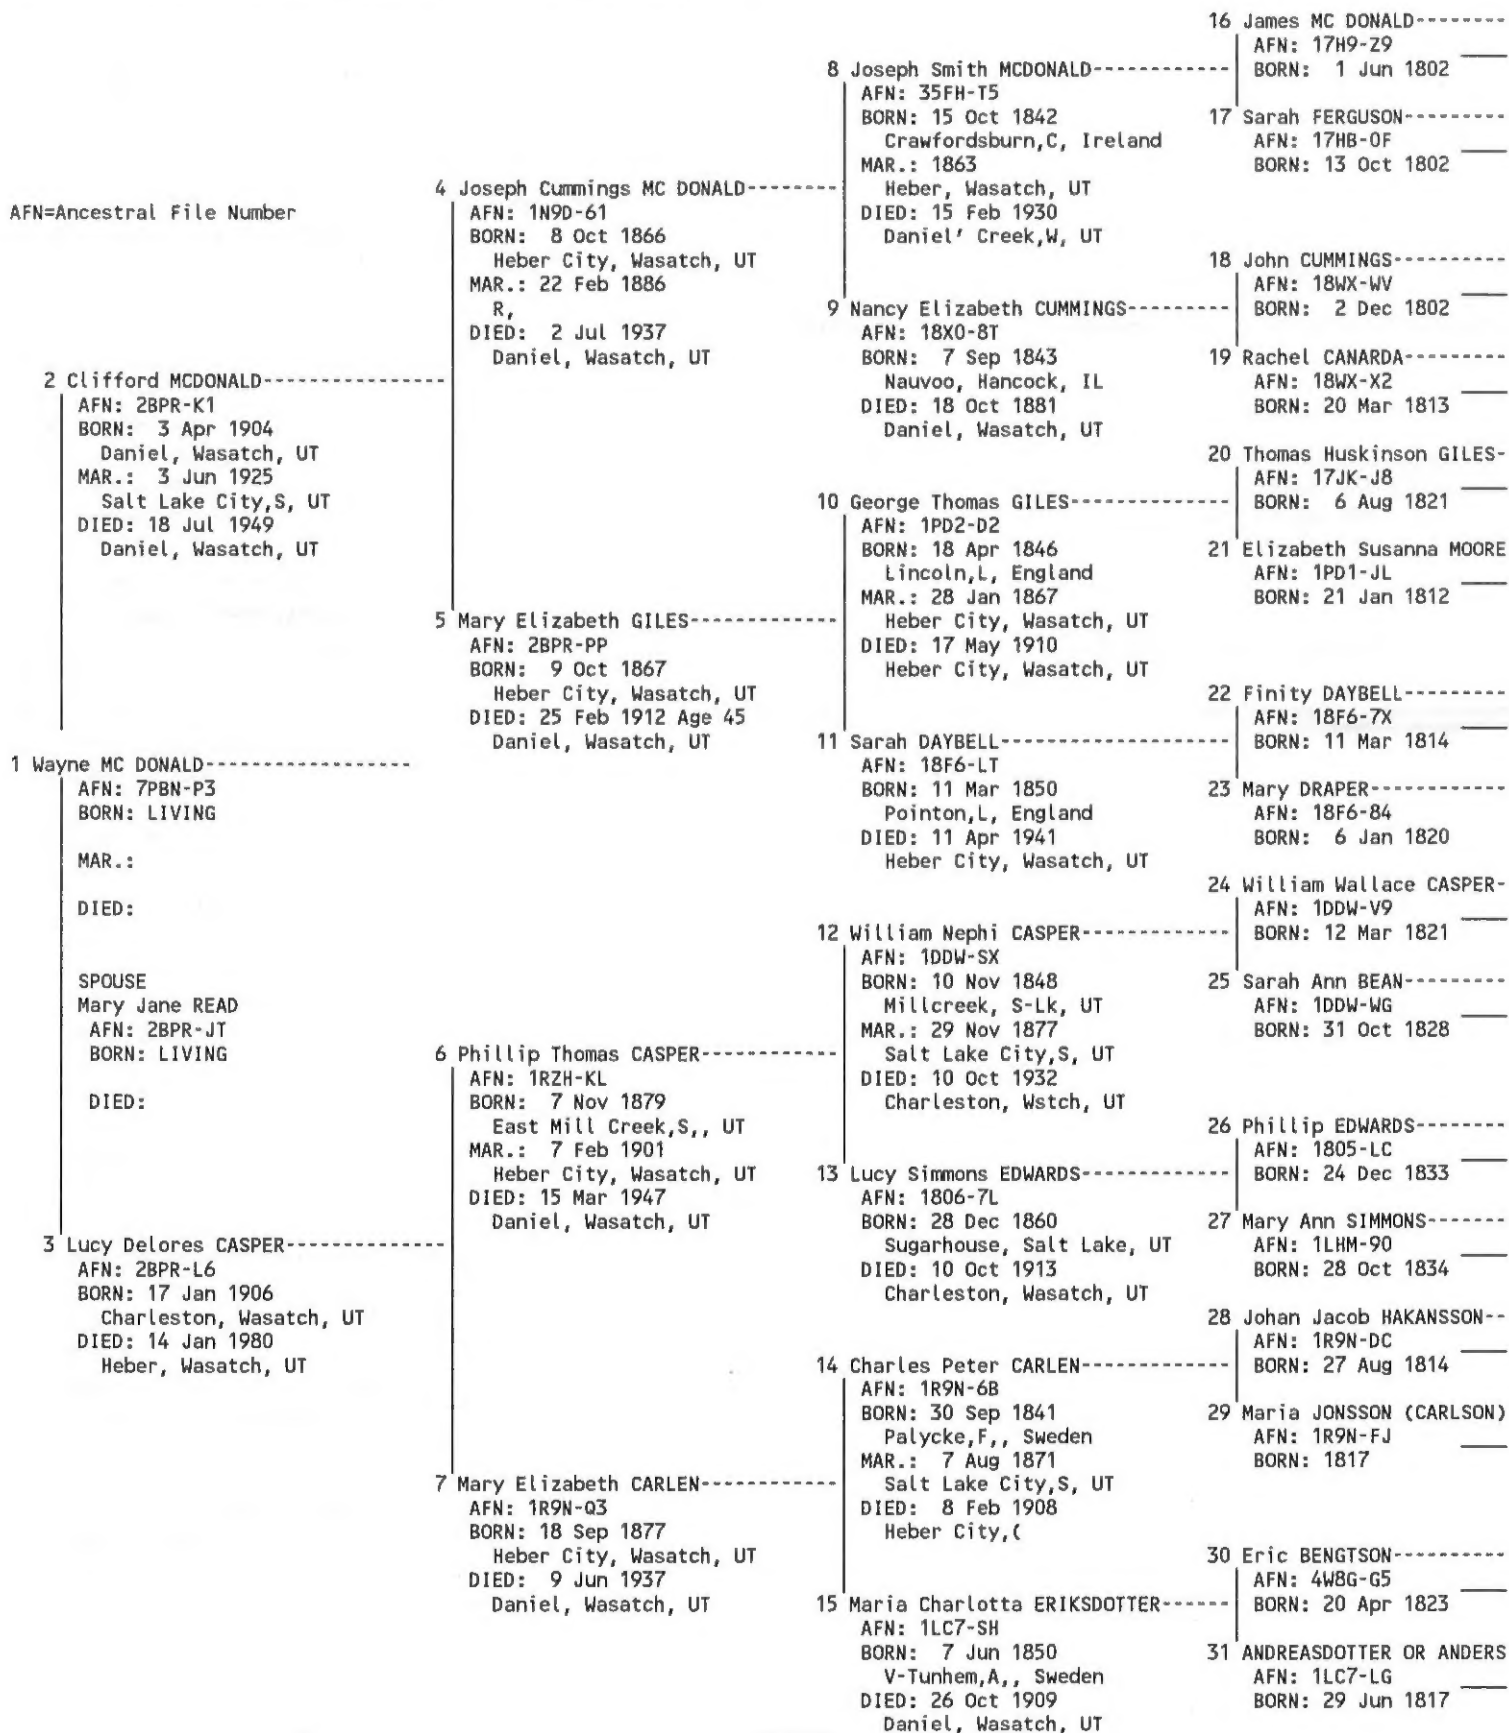 AFN=Ancestral File Number
1 Wayne MC DONALD
AFN: 7PBN-P3
BORN: LIVING
MAR.:
DIED:
SPOUSE
Mary Jane READ
AFN: 2BPR-JT
BORN: LIVING
DIED:
2 Clifford MCDONALD
AFN: 2BPR-K1
BORN: 3 Apr 1904
Daniel, Wasatch, UT
MAR.: 3 Jun 1925
Salt Lake City,S, UT
DIED: 18 Jul 1949
Daniel, Wasatch, UT
3 Lucy Delores CASPER
AFN: 2BPR-L6
BORN: 17 Jan 1906
Charleston, Wasatch, UT
DIED: 14 Jan 1980
Heber, Wasatch, UT
4 Joseph Cummings MC DONALD
AFN: 1N9D-61
BORN: 8 Oct 1866
Heber City, Wasatch, UT
MAR.: 22 Feb 1886
R,
DIED: 2 Jul 1937
Daniel, Wasatch, UT
5 Mary Elizabeth GILES
AFN: 2BPR-PP
BORN: 9 Oct 1867
Heber City, Wasatch, UT
DIED: 25 Feb 1912 Age 45
Daniel, Wasatch, UT
6 Phillip Thomas CASPER
AFN: 1RZH-KL
BORN: 7 Nov 1879
East Mill Creek,S,, UT
MAR.: 7 Feb 1901
Heber City, Wasatch, UT
DIED: 15 Mar 1947
Daniel, Wasatch, UT
7 Mary Elizabeth CARLEN
AFN: 1R9N-Q3
BORN: 18 Sep 1877
Heber City, Wasatch, UT
DIED: 9 Jun 1937
Daniel, Wasatch, UT
8 Joseph Smith MCDONALD
AFN: 35FH-T5
BORN: 15 Oct 1842
Crawfordsburn,C, Ireland
MAR.: 1863
Heber, Wasatch, UT
DIED: 15 Feb 1930
Daniel' Creek,W, UT
9 Nancy Elizabeth CUMMINGS
AFN: 18X0-8T
BORN: 7 Sep 1843
Nauvoo, Hancock, IL
DIED: 18 Oct 1881
Daniel, Wasatch, UT
10 George Thomas GILES
AFN: 1PD2-D2
BORN: 18 Apr 1846
Lincoln,L, England
MAR.: 28 Jan 1867
Heber City, Wasatch, UT
DIED: 17 May 1910
Heber City, Wasatch, UT
11 Sarah DAYBELL
AFN: 18F6-LT
BORN: 11 Mar 1850
Pointon,L, England
DIED: 11 Apr 1941
Heber City, Wasatch, UT
12 William Nephi CASPER
AFN: 1DDW-SX
BORN: 10 Nov 1848
Millcreek, S-Lk, UT
MAR.: 29 Nov 1877
Salt Lake City,S, UT
DIED: 10 Oct 1932
Charleston, Wstch, UT
13 Lucy Simmons EDWARDS
AFN: 1806-7L
BORN: 28 Dec 1860
Sugarhouse, Salt Lake, UT
DIED: 10 Oct 1913
Charleston, Wasatch, UT
14 Charles Peter CARLEN
AFN: 1R9N-6B
BORN: 30 Sep 1841
Palycke,F,, Sweden
MAR.: 7 Aug 1871
Salt Lake City,S, UT
DIED: 8 Feb 1908
Heber City,(
15 Maria Charlotta ERIKSDOTTER
AFN: 1LC7-SH
BORN: 7 Jun 1850
V-Tunhem,A,, Sweden
DIED: 26 Oct 1909
Daniel, Wasatch, UT
16 James MC DONALD
AFN: 17H9-Z9
BORN: 1 Jun 1802
17 Sarah FERGUSON
AFN: 17HB-0F
BORN: 13 Oct 1802
18 John CUMMINGS
AFN: 18WX-WV
BORN: 2 Dec 1802
19 Rachel CANARDA
AFN: 18WX-X2
BORN: 20 Mar 1813
20 Thomas Huskinson GILES
AFN: 17JK-J8
BORN: 6 Aug 1821
21 Elizabeth Susanna MOORE
AFN: 1PD1-JL
BORN: 21 Jan 1812
22 Finity DAYBELL
AFN: 18F6-7X
BORN: 11 Mar 1814
23 Mary DRAPER
AFN: 18F6-84
BORN: 6 Jan 1820
24 William Wallace CASPER
AFN: 1DDW-V9
BORN: 12 Mar 1821
25 Sarah Ann BEAN
AFN: 1DDW-WG
BORN: 31 Oct 1828
26 Phillip EDWARDS
AFN: 1805-LC
BORN: 24 Dec 1833
27 Mary Ann SIMMONS
AFN: 1LHM-90
BORN: 28 Oct 1834
28 Johan Jacob HAKANSSON
AFN: 1R9N-DC
BORN: 27 Aug 1814
29 Maria JONSSON (CARLSON)
AFN: 1R9N-FJ
BORN: 1817
30 Eric BENGTSON
AFN: 4W8G-G5
BORN: 20 Apr 1823
31 ANDREASDOTTER OR ANDERS
AFN: 1LC7-LG
BORN: 29 Jun 1817